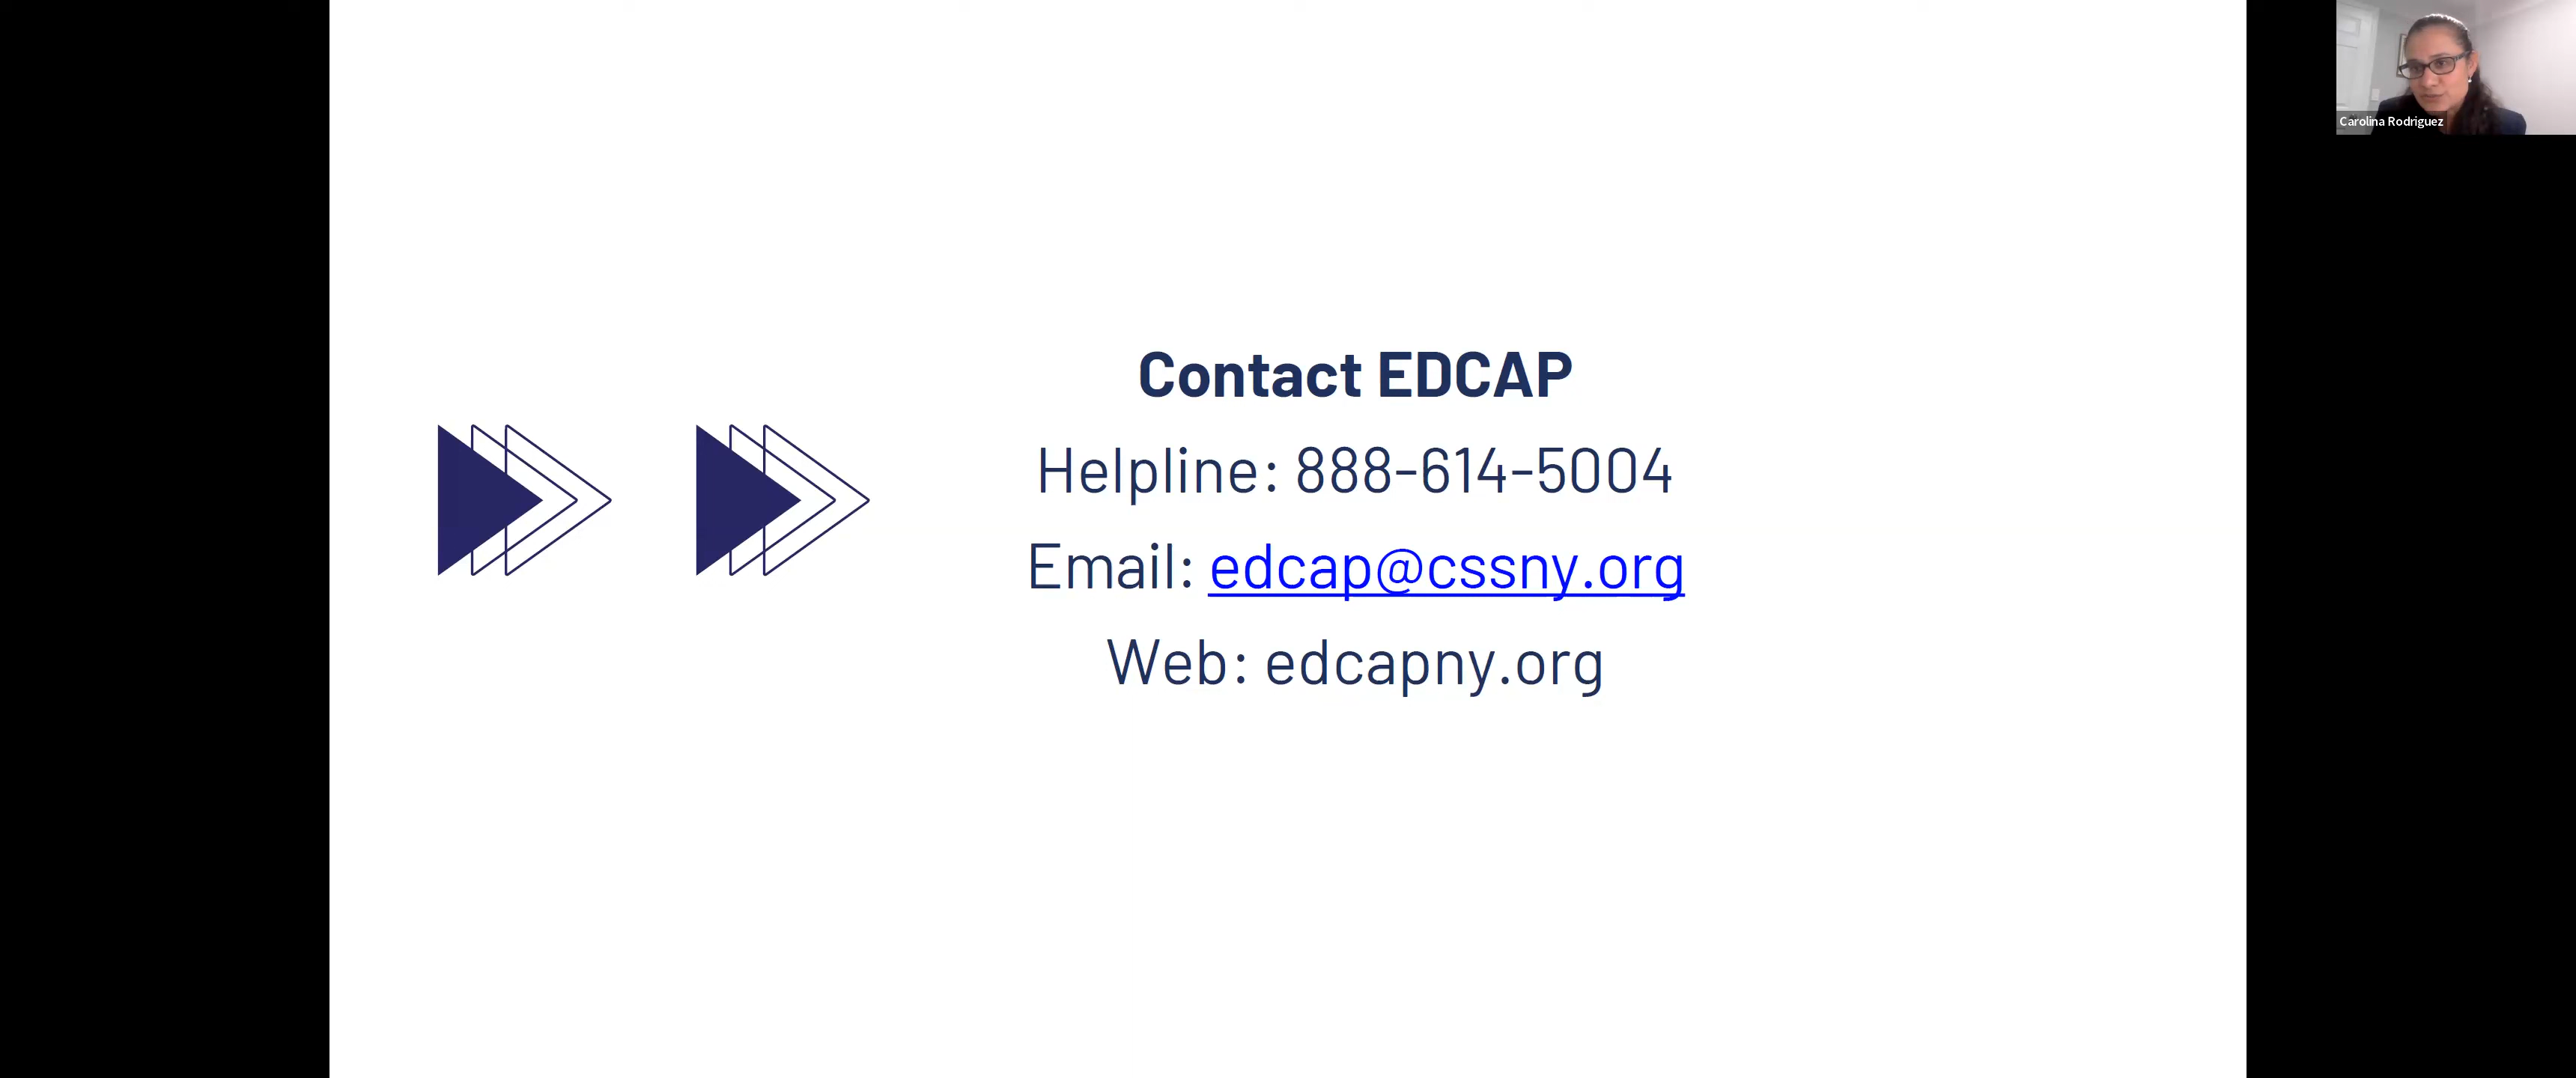 Carolina Rodriguez
Contact EDCAP
Helpline: 888-614-5004
Email: edcap@cssny.org
Web: edcapny.org